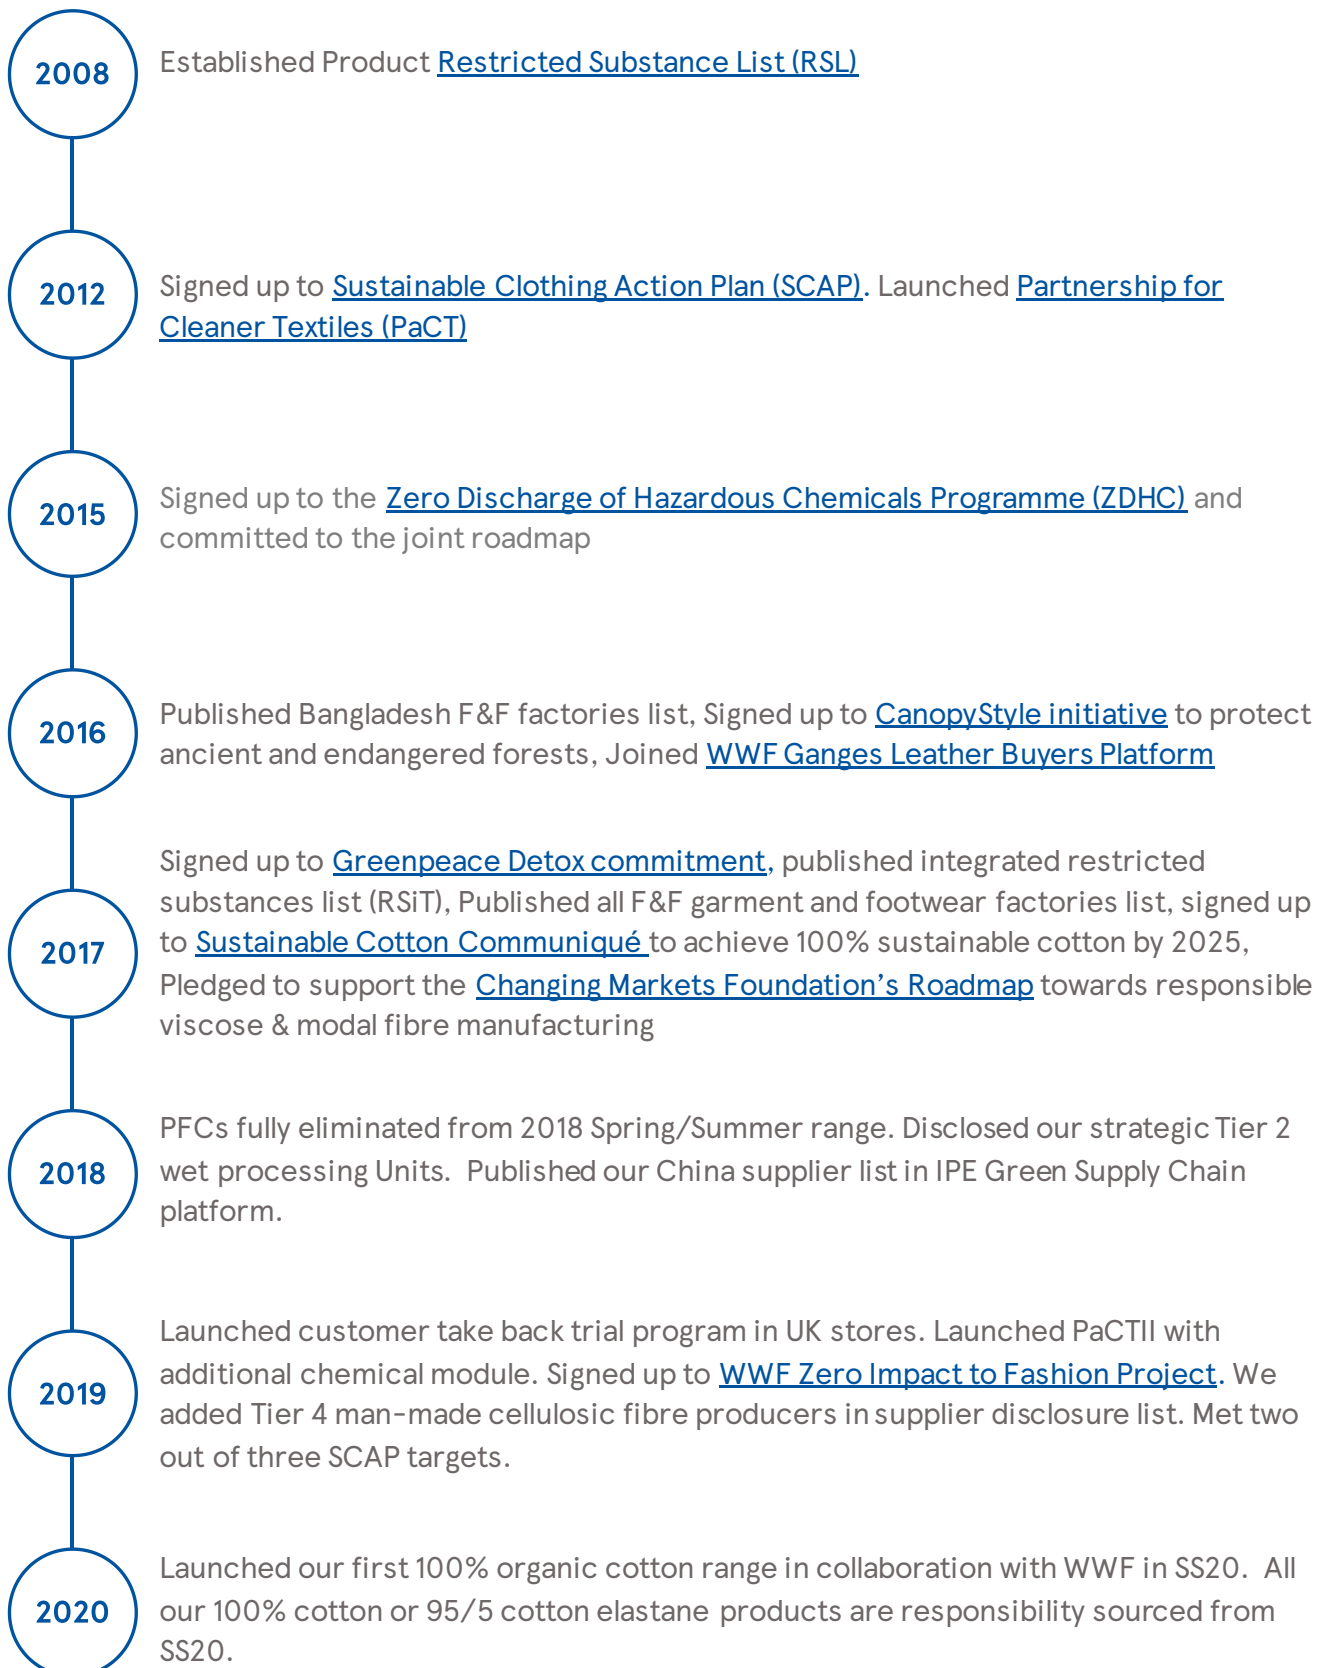 2008
Established Product Restricted Substance List (RSL)
2012
Signed up to Sustainable Clothing Action Plan (SCAP). Launched Partnership for
Cleaner Textiles (PaCT)
2015
Signed up to the Zero Discharge of Hazardous Chemicals Programme (ZDHC) and
committed to the joint roadmap
2016
Published Bangladesh F&F factories list, Signed up to CanopyStyle initiative to protect
ancient and endangered forests, Joined WWF Ganges Leather Buyers Platform
2017
Signed up to Greenpeace Detox commitment, published integrated restricted
substances list (RSiT), Published all F&F garment and footwear factories list, signed up
to Sustainable Cotton Communiqué to achieve 100% sustainable cotton by 2025,
Pledged to support the Changing Markets Foundation’s Roadmap towards responsible
viscose & modal fibre manufacturing
2018
PFCs fully eliminated from 2018 Spring/Summer range. Disclosed our strategic Tier 2
wet processing Units. Published our China supplier list in IPE Green Supply Chain
platform.
2019
Launched customer take back trial program in UK stores. Launched PaCTII with
additional chemical module. Signed up to WWF Zero Impact to Fashion Project. We
added Tier 4 man-made cellulosic fibre producers in supplier disclosure list. Met two
out of three SCAP targets.
2020
Launched our first 100% organic cotton range in collaboration with WWF in SS20. All
our 100% cotton or 95/5 cotton elastane products are responsibility sourced from
SS20.